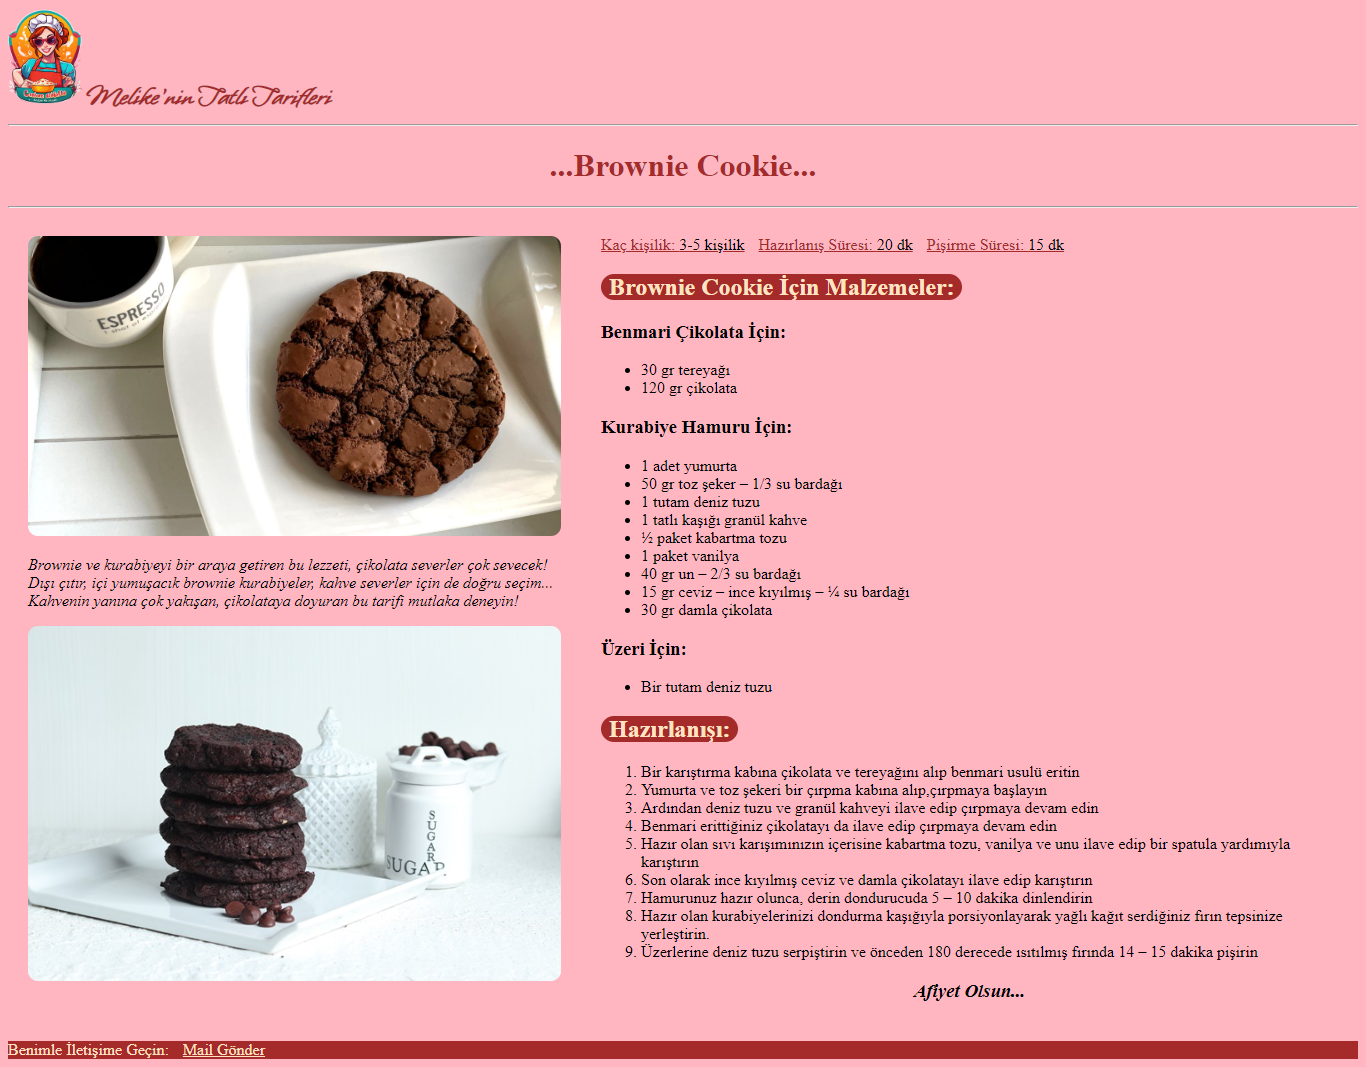 Melike'nin Tatlı Tarifleri
...Brownie Cookie...
ESPRESSO
Brownie ve kurabiyeyi bir araya getiren bu lezzeti, çikolata severler çok sevecek!
Dışı çıtır, içi yumuşacık brownie kurabiyeler, kahve severler için de doğru seçim...
Kahvenin yanına çok yakışan, çikolataya doyuran bu tarifi mutlaka deneyin!
SUGAR
SUGAR
Kaç kişilik: 3-5 kişilik Hazırlanış Süresi: 20 dk Pişirme Süresi: 15 dk
Brownie Cookie İçin Malzemeler:
Benmari Çikolata İçin:
• 30 gr tereyağı
• 120 gr çikolata
Kurabiye Hamuru İçin:
• 1 adet yumurta
• 50 gr toz şeker – 1/3 su bardağı
• 1 tutam deniz tuzu
• 1 tatlı kaşığı granül kahve
• ½ paket kabartma tozu
• 1 paket vanilya
• 40 gr un – 2/3 su bardağı
• 15 gr ceviz – ince kıyılmış – ¼ su bardağı
• 30 gr damla çikolata
Üzeri İçin:
• Bir tutam deniz tuzu
Hazırlanışı:
1. Bir karıştırma kabına çikolata ve tereyağını alıp benmari usulü eritin
2. Yumurta ve toz şekeri bir çırpma kabına alıp,çırpmaya başlayın
3. Ardından deniz tuzu ve granül kahveyi ilave edip çırpmaya devam edin
4. Benmari erittiğiniz çikolatayı da ilave edip çırpmaya devam edin
5. Hazır olan sıvı karışımınızın içerisine kabartma tozu, vanilya ve unu ilave edip bir spatula yardımıyla
karıştırın
6. Son olarak ince kıyılmış ceviz ve damla çikolatayı ilave edip karıştırın
7. Hamurunuz hazır olunca, derin dondurucuda 5 – 10 dakika dinlendirin
8. Hazır olan kurabiyelerinizi dondurma kaşığıyla porsiyonlayarak yağlı kağıt serdiğiniz fırın tepsinize
yerleştirin.
9. Üzerlerine deniz tuzu serpiştirin ve önceden 180 derecede ısıtılmış fırında 14 – 15 dakika pişirin
Afiyet Olsun...
Benimle İletişime Geçin: Mail Gönder